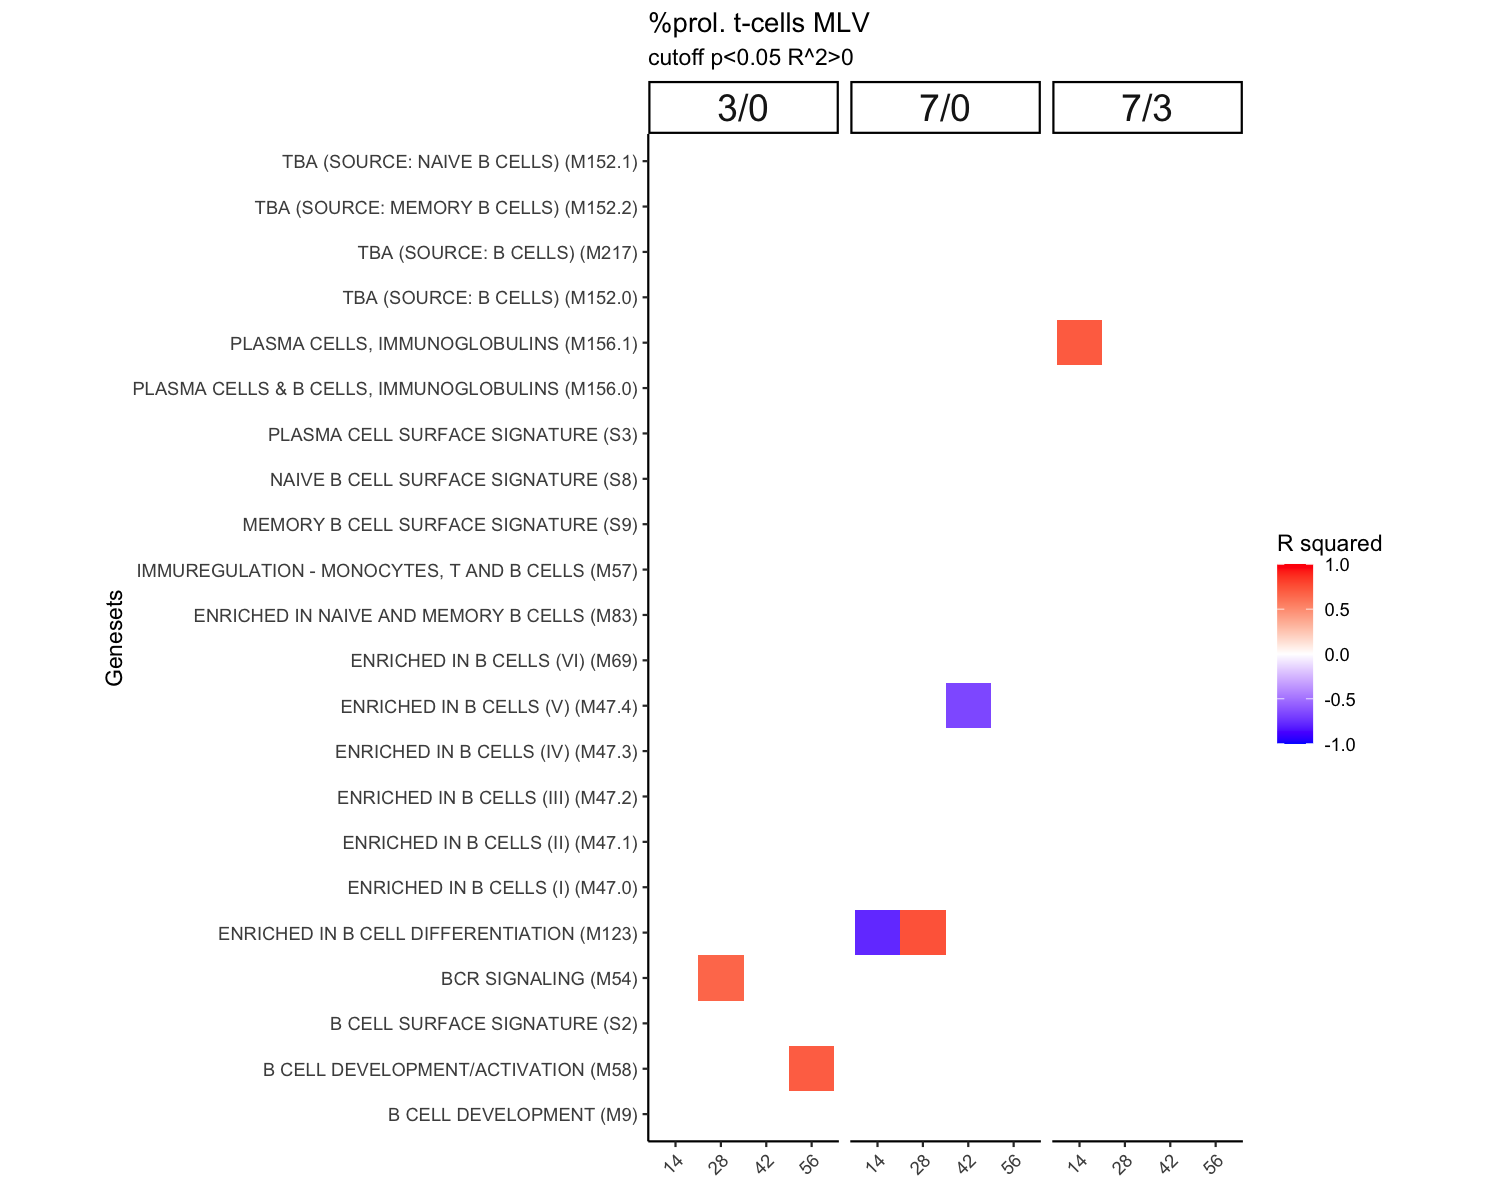 %prol. t-cells MLV
cutoff p<0.05 R^2>0
3/0 7/0 7/3
TBA (SOURCE: NAIVE B CELLS) (M152.1)
TBA (SOURCE: MEMORY B CELLS) (M152.2)
TBA (SOURCE: B CELLS) (M217)
TBA (SOURCE: B CELLS) (M152.0)
PLASMA CELLS, IMMUNOGLOBULINS (M156.1)
PLASMA CELLS & B CELLS, IMMUNOGLOBULINS (M156.0)
PLASMA CELL SURFACE SIGNATURE (S3)
NAIVE B CELL SURFACE SIGNATURE (S8)
MEMORY B CELL SURFACE SIGNATURE (S9)
IMMUREGULATION - MONOCYTES, T AND B CELLS (M57)
ENRICHED IN NAIVE AND MEMORY B CELLS (M83)
ENRICHED IN B CELLS (VI) (M69)
ENRICHED IN B CELLS (V) (M47.4)
ENRICHED IN B CELLS (IV) (M47.3)
ENRICHED IN B CELLS (III) (M47.2)
ENRICHED IN B CELLS (II) (M47.1)
ENRICHED IN B CELLS (I) (M47.0)
ENRICHED IN B CELL DIFFERENTIATION (M123)
BCR SIGNALING (M54)
B CELL SURFACE SIGNATURE (S2)
B CELL DEVELOPMENT/ACTIVATION (M58)
B CELL DEVELOPMENT (M9)
Genesets
14 28 42 56 14 28 42 56 14 28 42 56
R squared
1.0
0.5
0.0
-0.5
-1.0